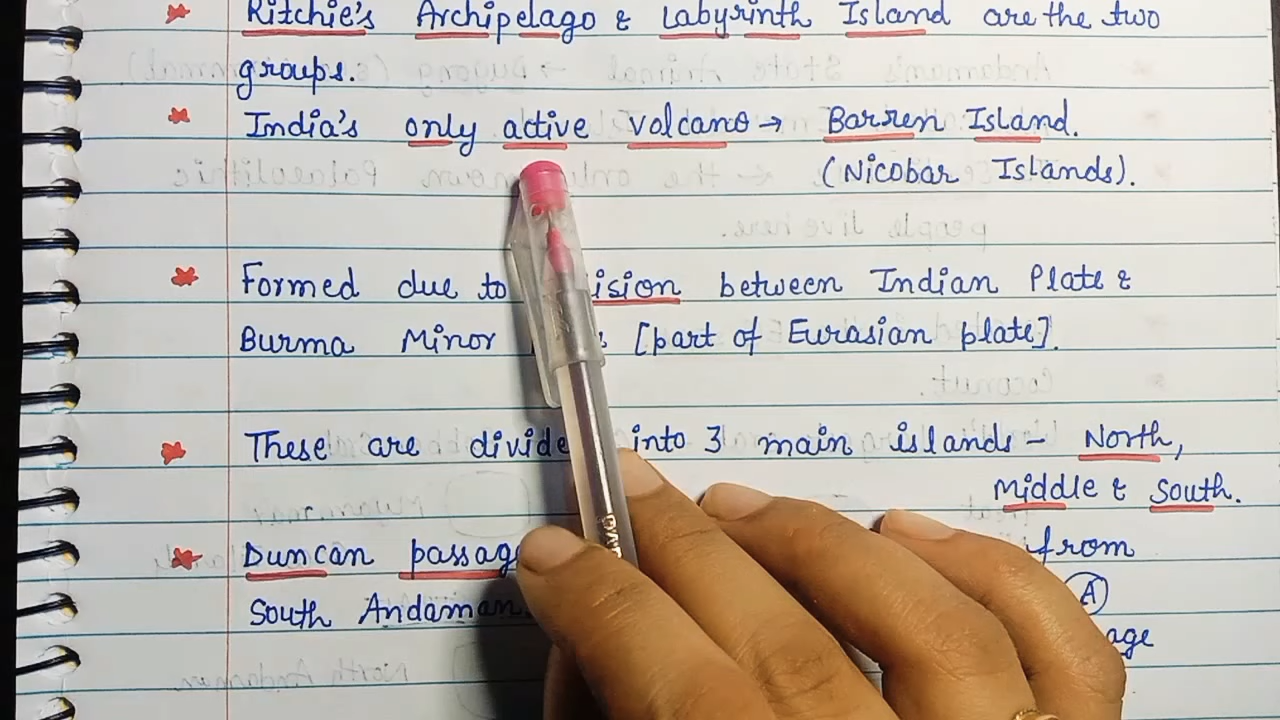 Ritchie's Archipelago & Labyrinth Island are the two
groups.
India's only active volcano → Barren Island.
(Nicobar Islands).
Formed due to ision between Indian Plate &
Burma Minor [part of Eurasian plate].
These are divide into 3 main islands - North,
Middle & South.
Duncan passag from
South Andaman. A
age